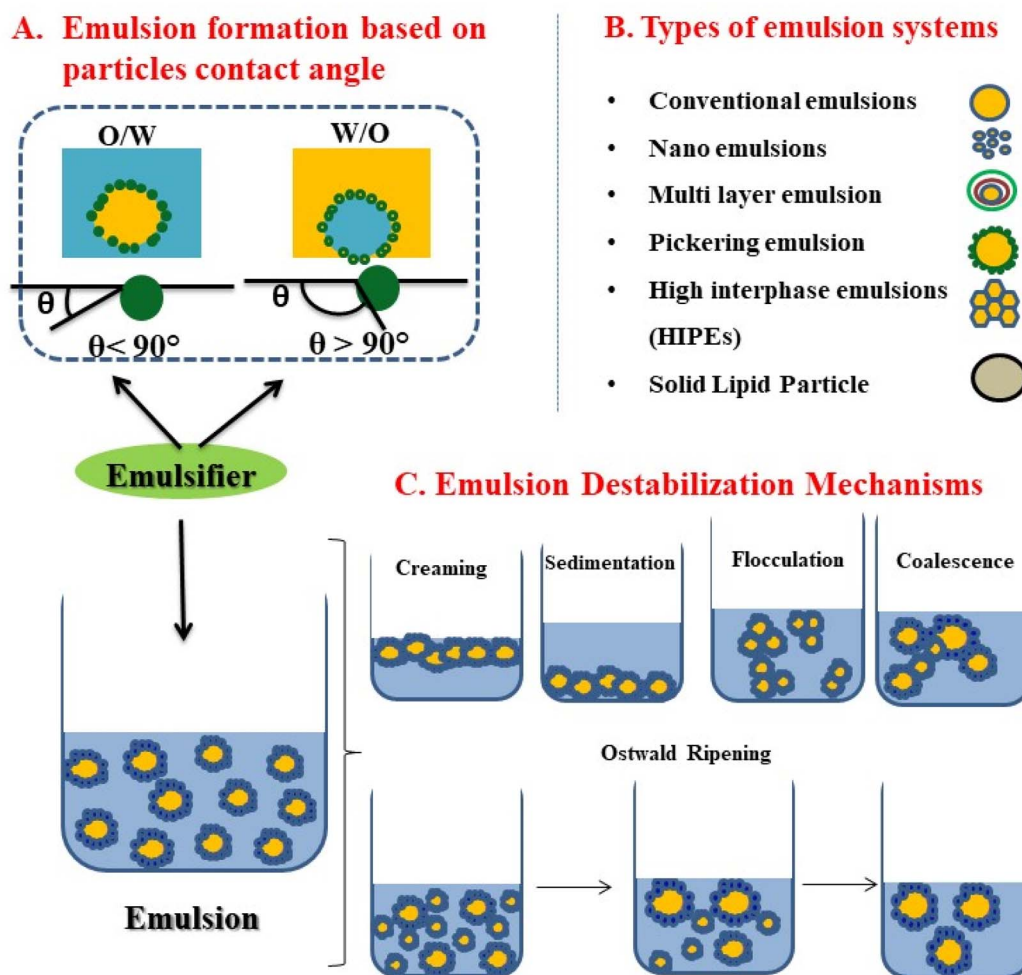 A. Emulsion formation based on
particles contact angle
O/W
W/O
θ
θ< 90°
θ
θ > 90°
Emulsifier
Emulsion
B. Types of emulsion systems
• Conventional emulsions
• Nano emulsions
• Multi layer emulsion
• Pickering emulsion
• High interphase emulsions
(HIPEs)
• Solid Lipid Particle
C. Emulsion Destabilization Mechanisms
Creaming
Sedimentation
Flocculation
Coalescence
Ostwald Ripening